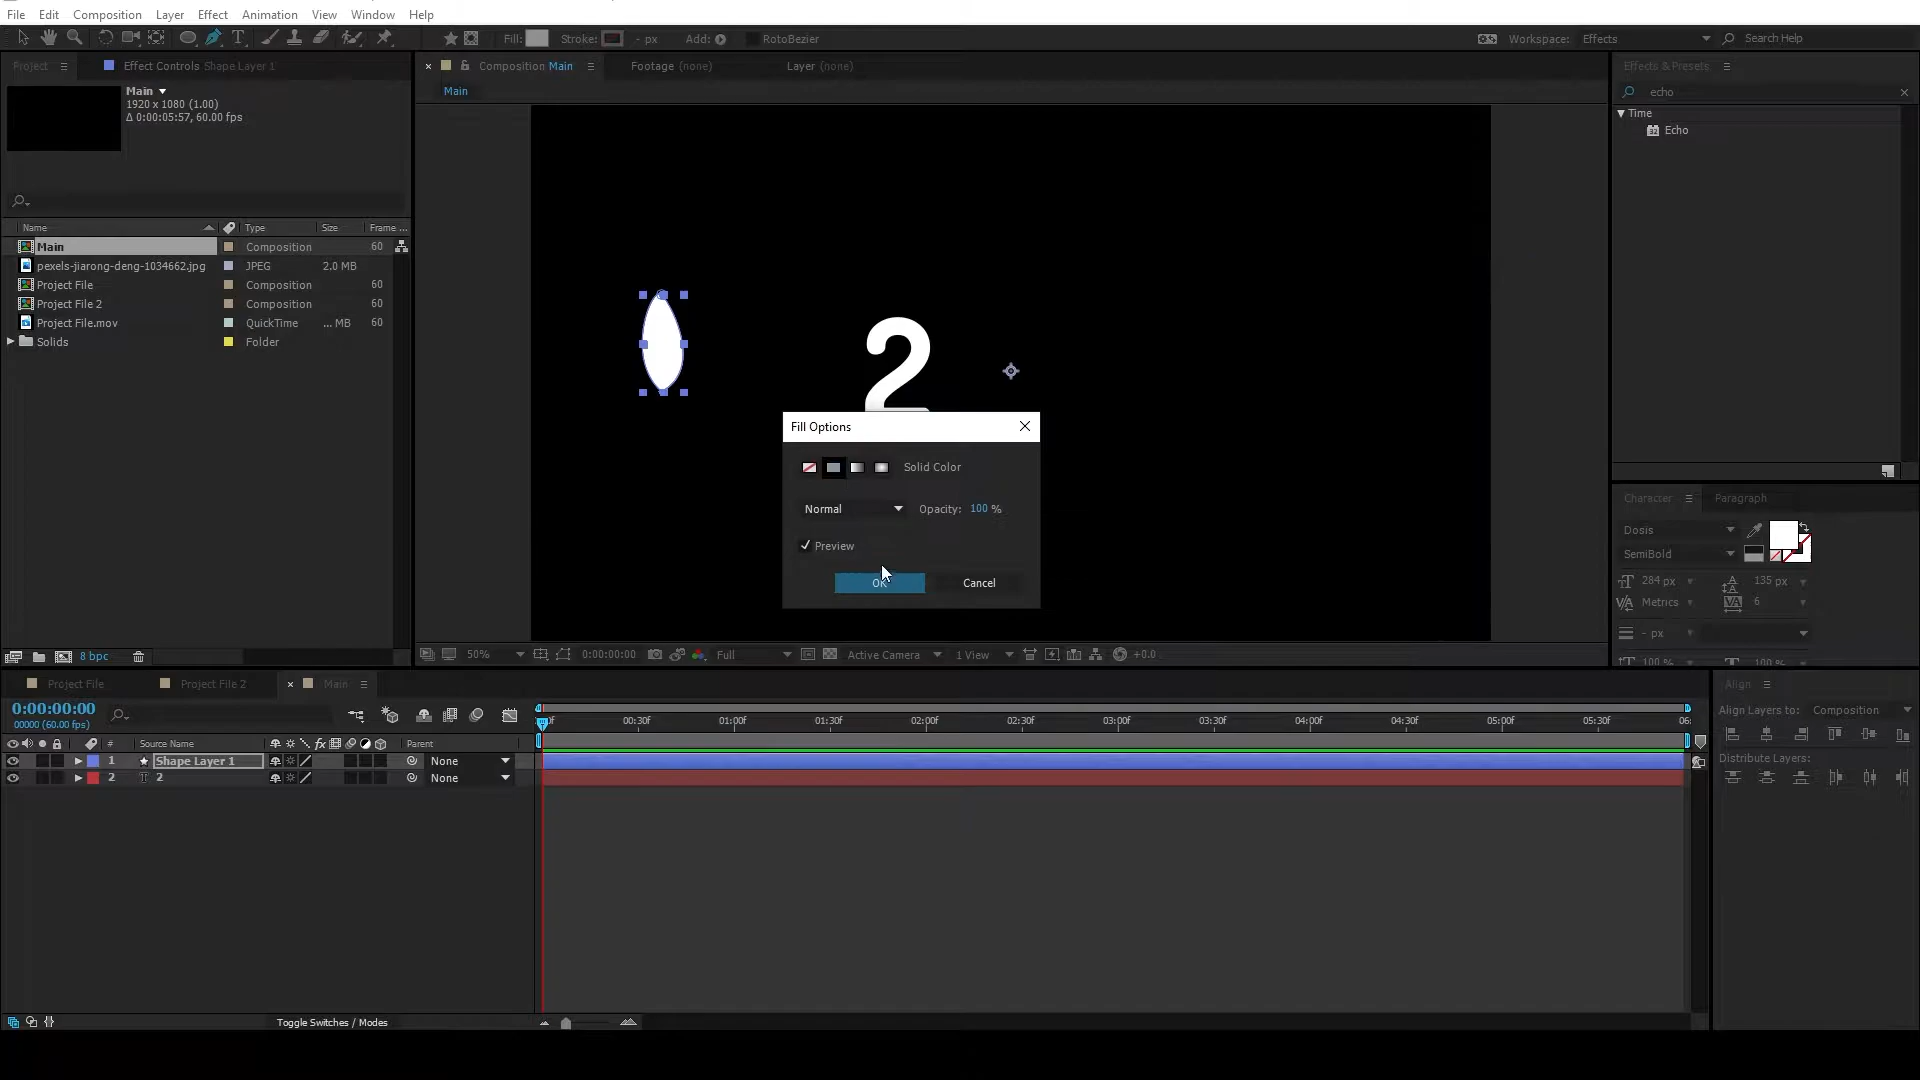 File Edit Composition Layer Effect Animation View Window Help
Fill: Stroke: - px Add: RotoBezier Workspace: Effects Search Help
Project Effect Controls Shape Layer 1 Composition Main Footage (none) Layer (none) Effects & Presets
Main
1920 x 1080 (1.00)
Δ 0:00:05:57, 60.00 fps
Main
echo
Time
Echo
Name Type Size Frame ...
Main Composition 60
pexels-jiarong-deng-1034662.jpg JPEG 2.0 MB
Project File Composition 60
Project File 2 Composition 60
Project File.mov QuickTime ... MB 60
Solids Folder
2
Fill Options
Solid Color
Normal Opacity: 100 %
Preview
OK Cancel
Character Paragraph
Dosis
SemiBold
284 px 135 px
Metrics 6
- px
100 %
8 bpc
50% 0:00:00:00 Full Active Camera 1 View +0.0
Project File Project File 2 Main
0:00:00:00
00000 (60.00 fps)
00:30f 01:00f 01:30f 02:00f 02:30f 03:00f 03:30f 04:00f 04:30f 05:00f 05:30f 06:
# Source Name Parent
1 Shape Layer 1 None
2 T 2 None
Align
Align Layers to: Composition
Distribute Layers:
Toggle Switches / Modes